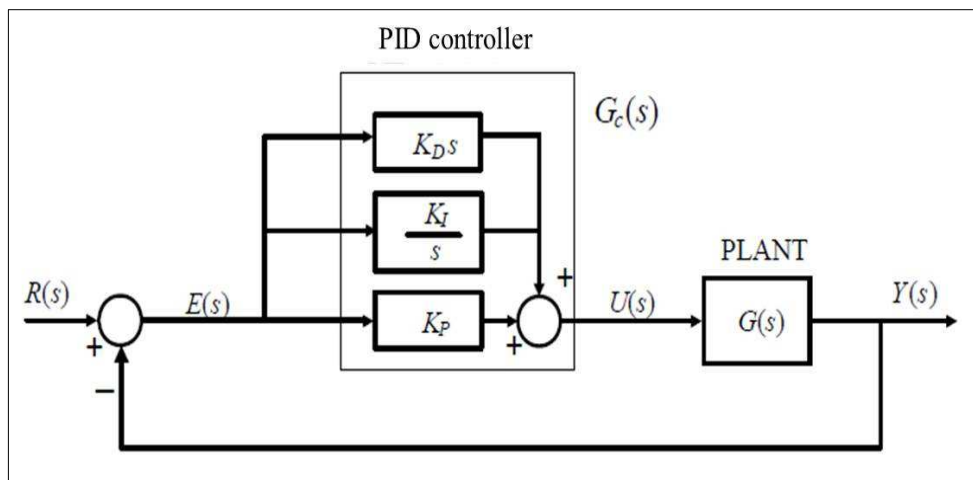 PID controller
G_c(s)
K_D s
K_I
s
PLANT
R(s)
E(s)
K_P
+
+
U(s)
G(s)
Y(s)
+
−